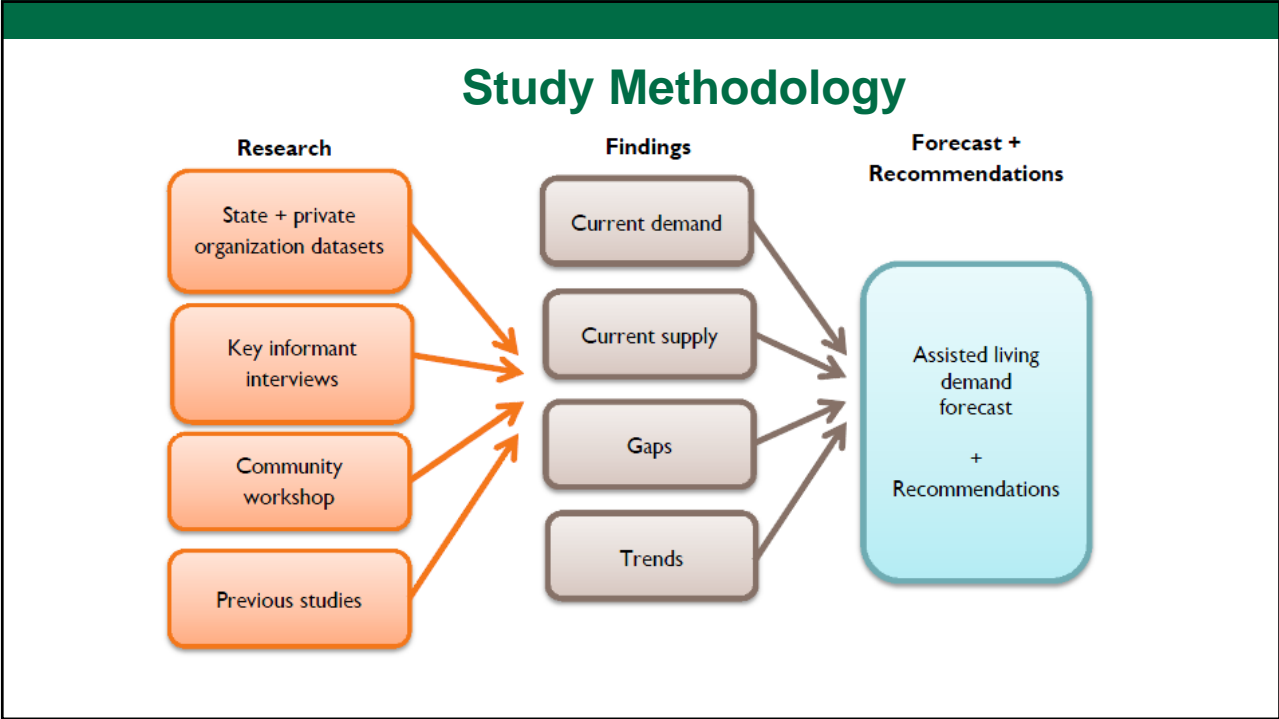 Study Methodology
Research
State + private
organization datasets
Key informant
interviews
Community
workshop
Previous studies
Findings
Current demand
Current supply
Gaps
Trends
Forecast +
Recommendations
Assisted living
demand
forecast
+
Recommendations